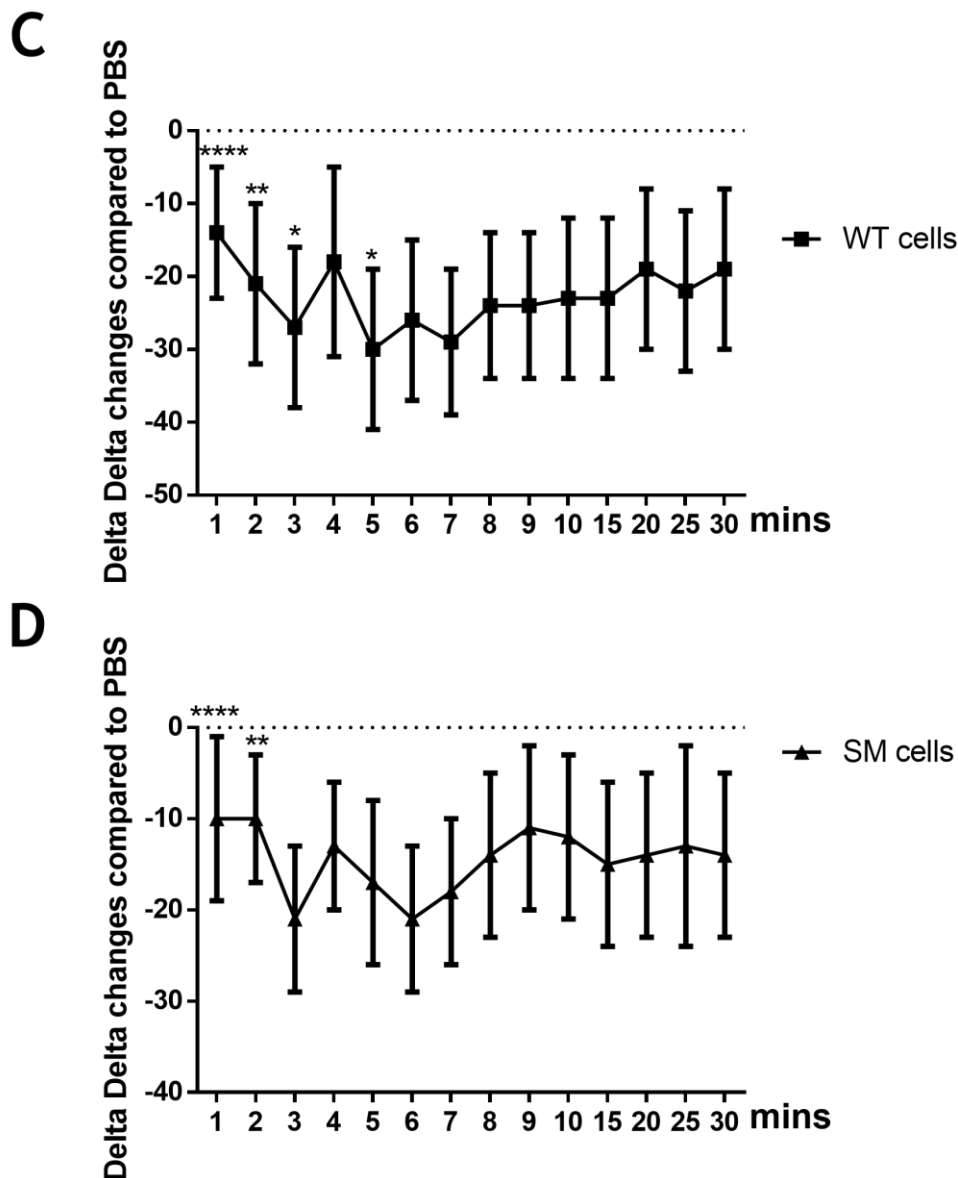 C
Delta Delta changes compared to PBS
0
-10
-20
-30
-40
-50
****
**
*
*
1 2 3 4 5 6 7 8 9 10 15 20 25 30 mins
WT cells
D
Delta Delta changes compared to PBS
0
-10
-20
-30
-40
****
**
1 2 3 4 5 6 7 8 9 10 15 20 25 30 mins
SM cells